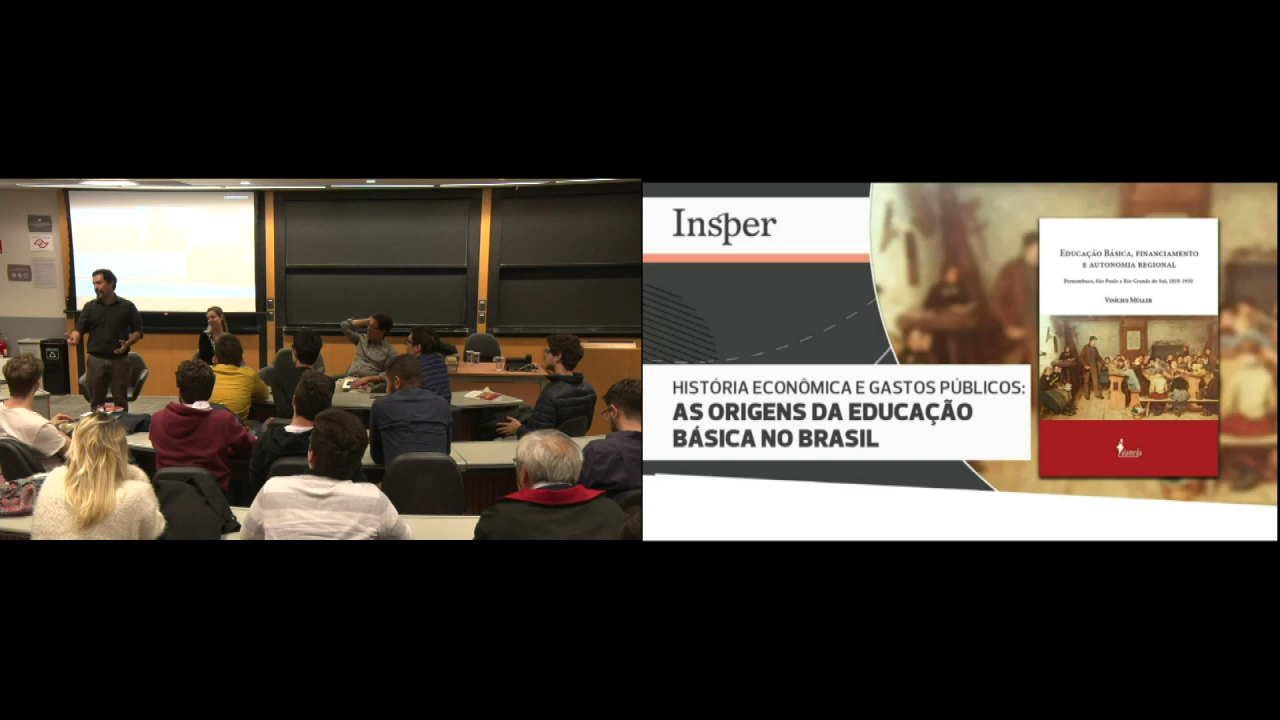 Insper
HISTÓRIA ECONÔMICA E GASTOS PÚBLICOS:
AS ORIGENS DA EDUCAÇÃO
BÁSICA NO BRASIL
EDUCAÇÃO BÁSICA, FINANCIAMENTO
E AUTONOMIA REGIONAL
Pernambuco, São Paulo e Rio Grande do Sul, 1850-1930
VINÍCIUS MÜLLER
alameda